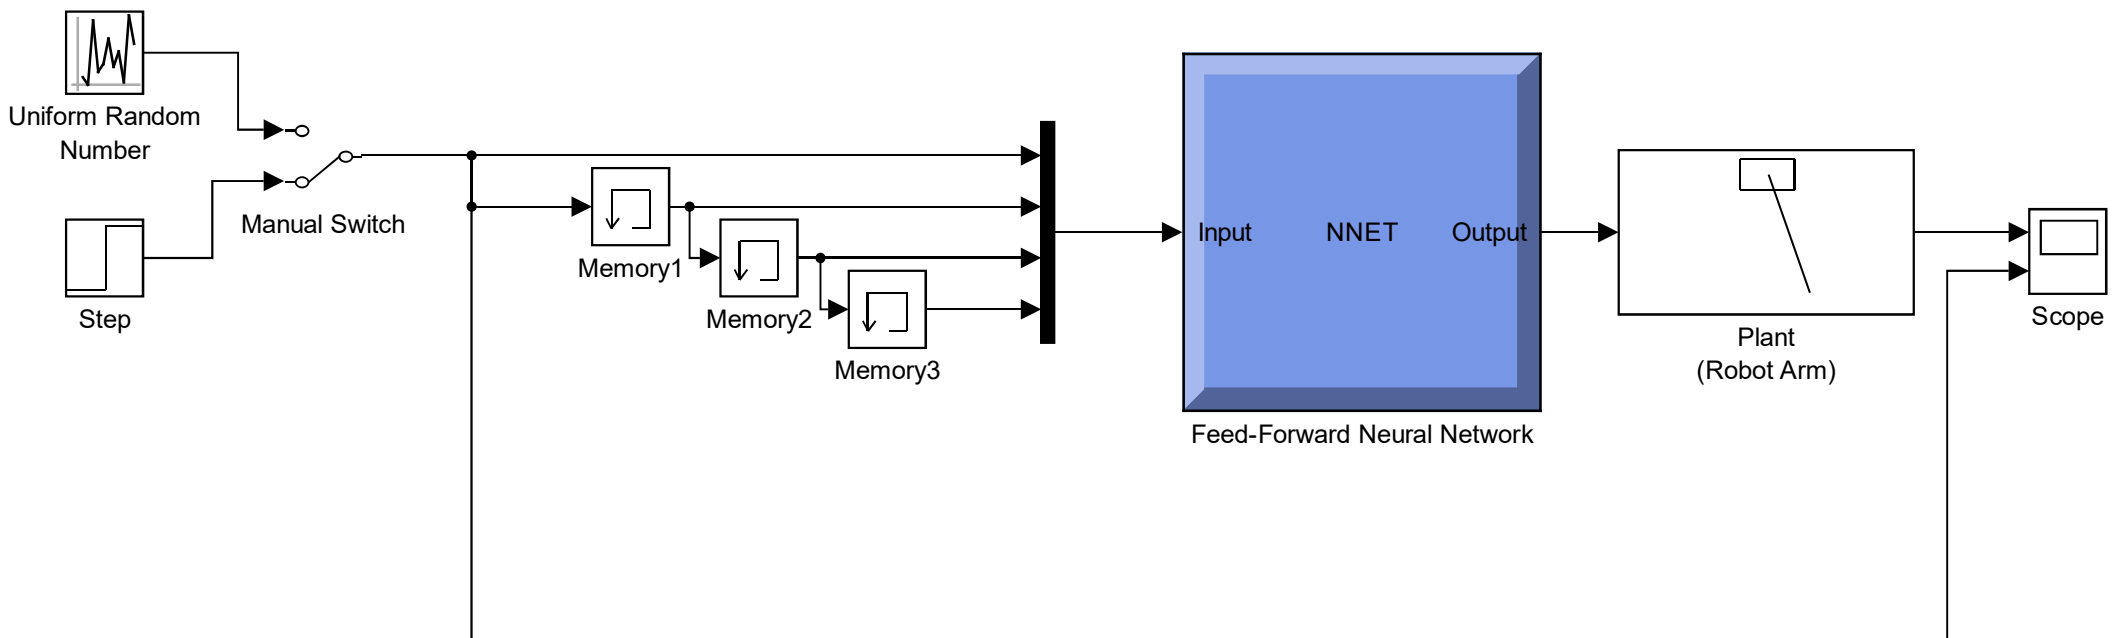 Uniform Random
Number
Manual Switch
Step
Memory1
Memory2
Memory3
Input
NNET
Output
Feed-Forward Neural Network
Plant
(Robot Arm)
Scope